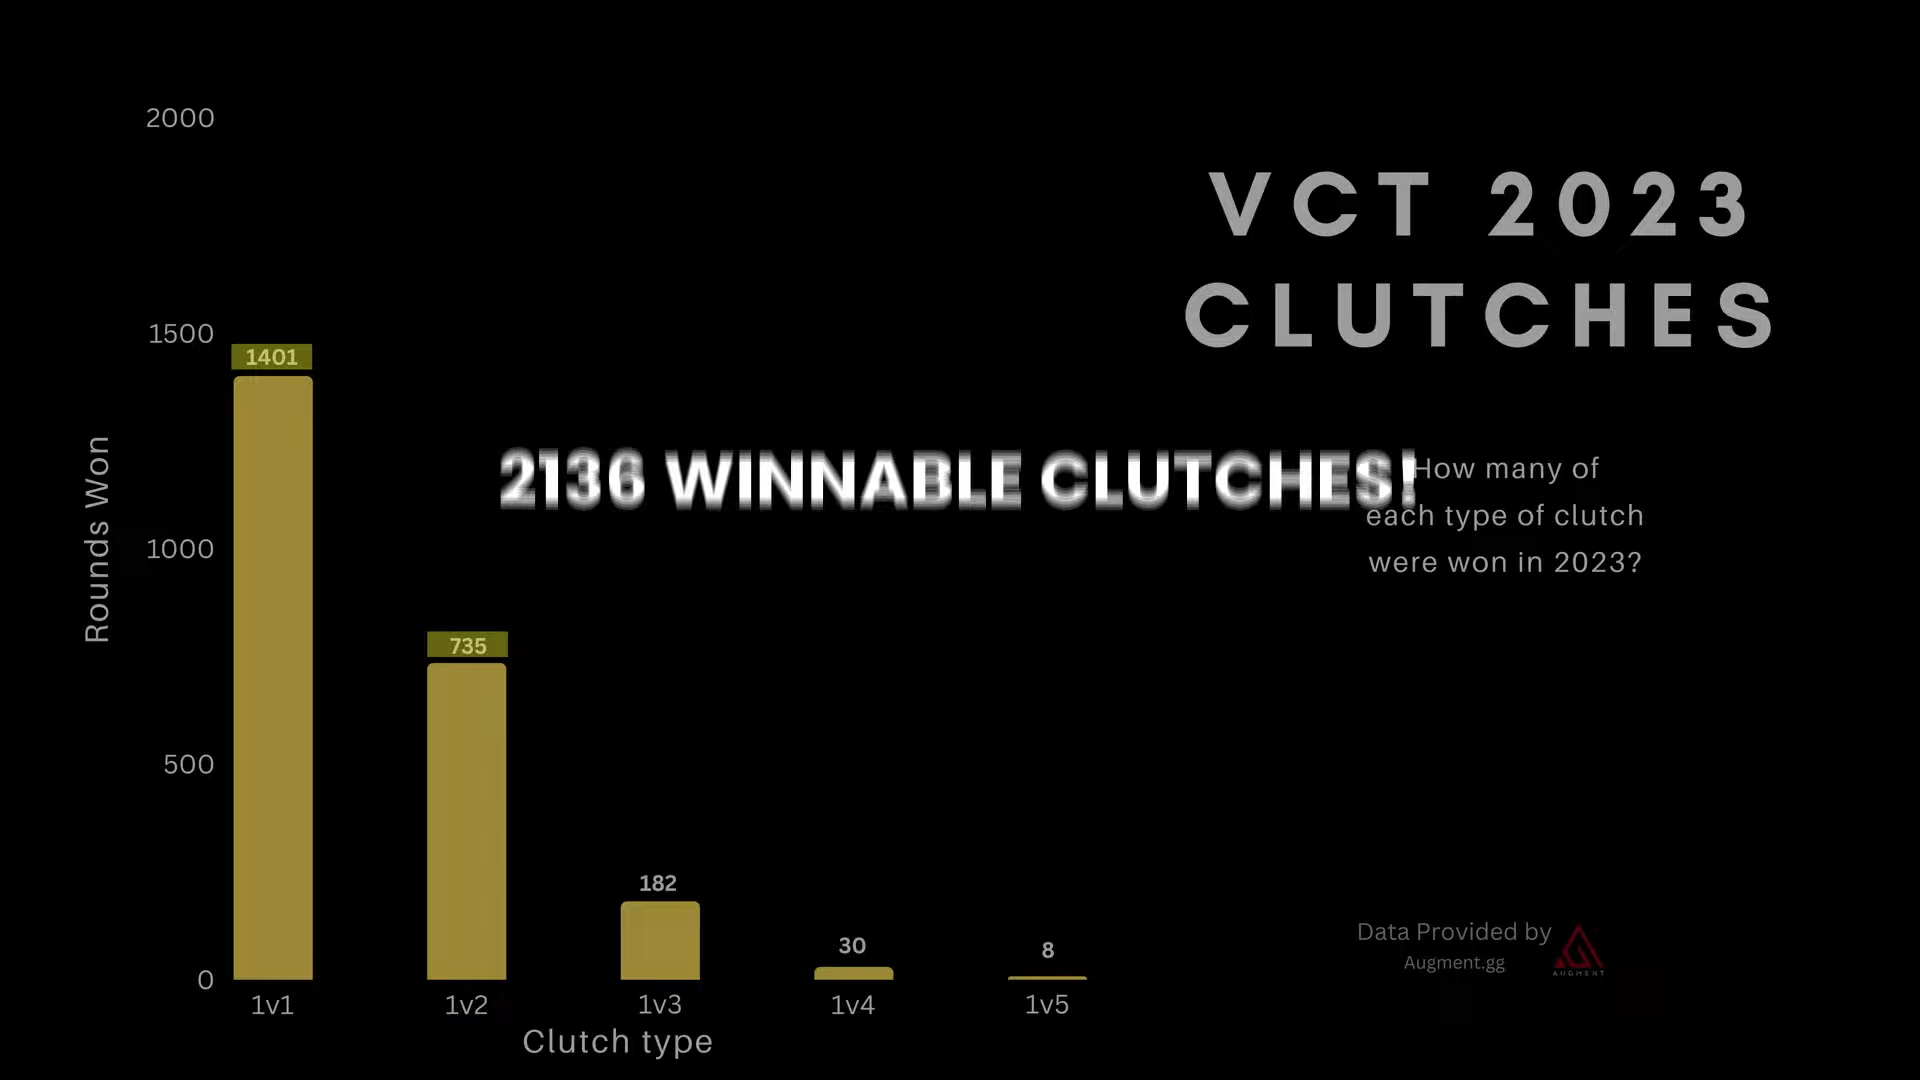 VCT 2023
CLUTCHES
2136 WINNABLE CLUTCHES!
How many of
each type of clutch
were won in 2023?
Rounds Won
2000
1500
1000
500
0
1401
735
182
30
8
1v1
1v2
1v3
1v4
1v5
Clutch type
Data Provided by
Augment.gg
AUGMENT